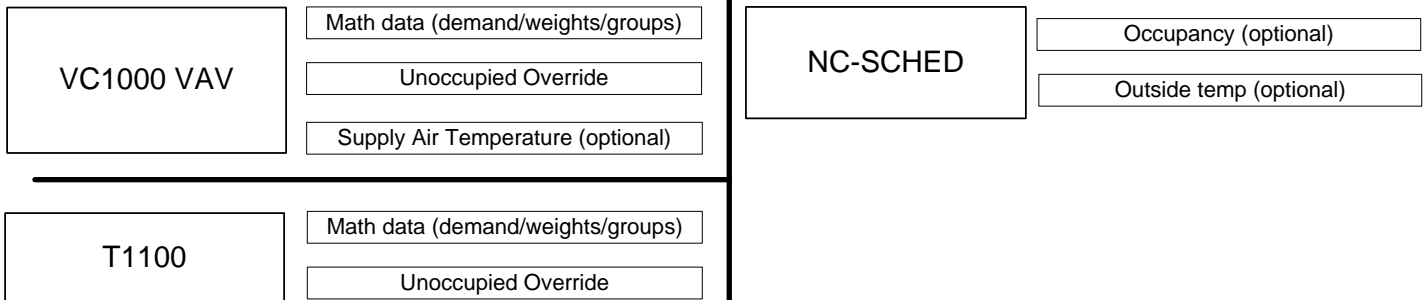 VC1000 VAV
Math data (demand/weights/groups)
Unoccupied Override
Supply Air Temperature (optional)
T1100
Math data (demand/weights/groups)
Unoccupied Override
NC-SCHED
Occupancy (optional)
Outside temp (optional)